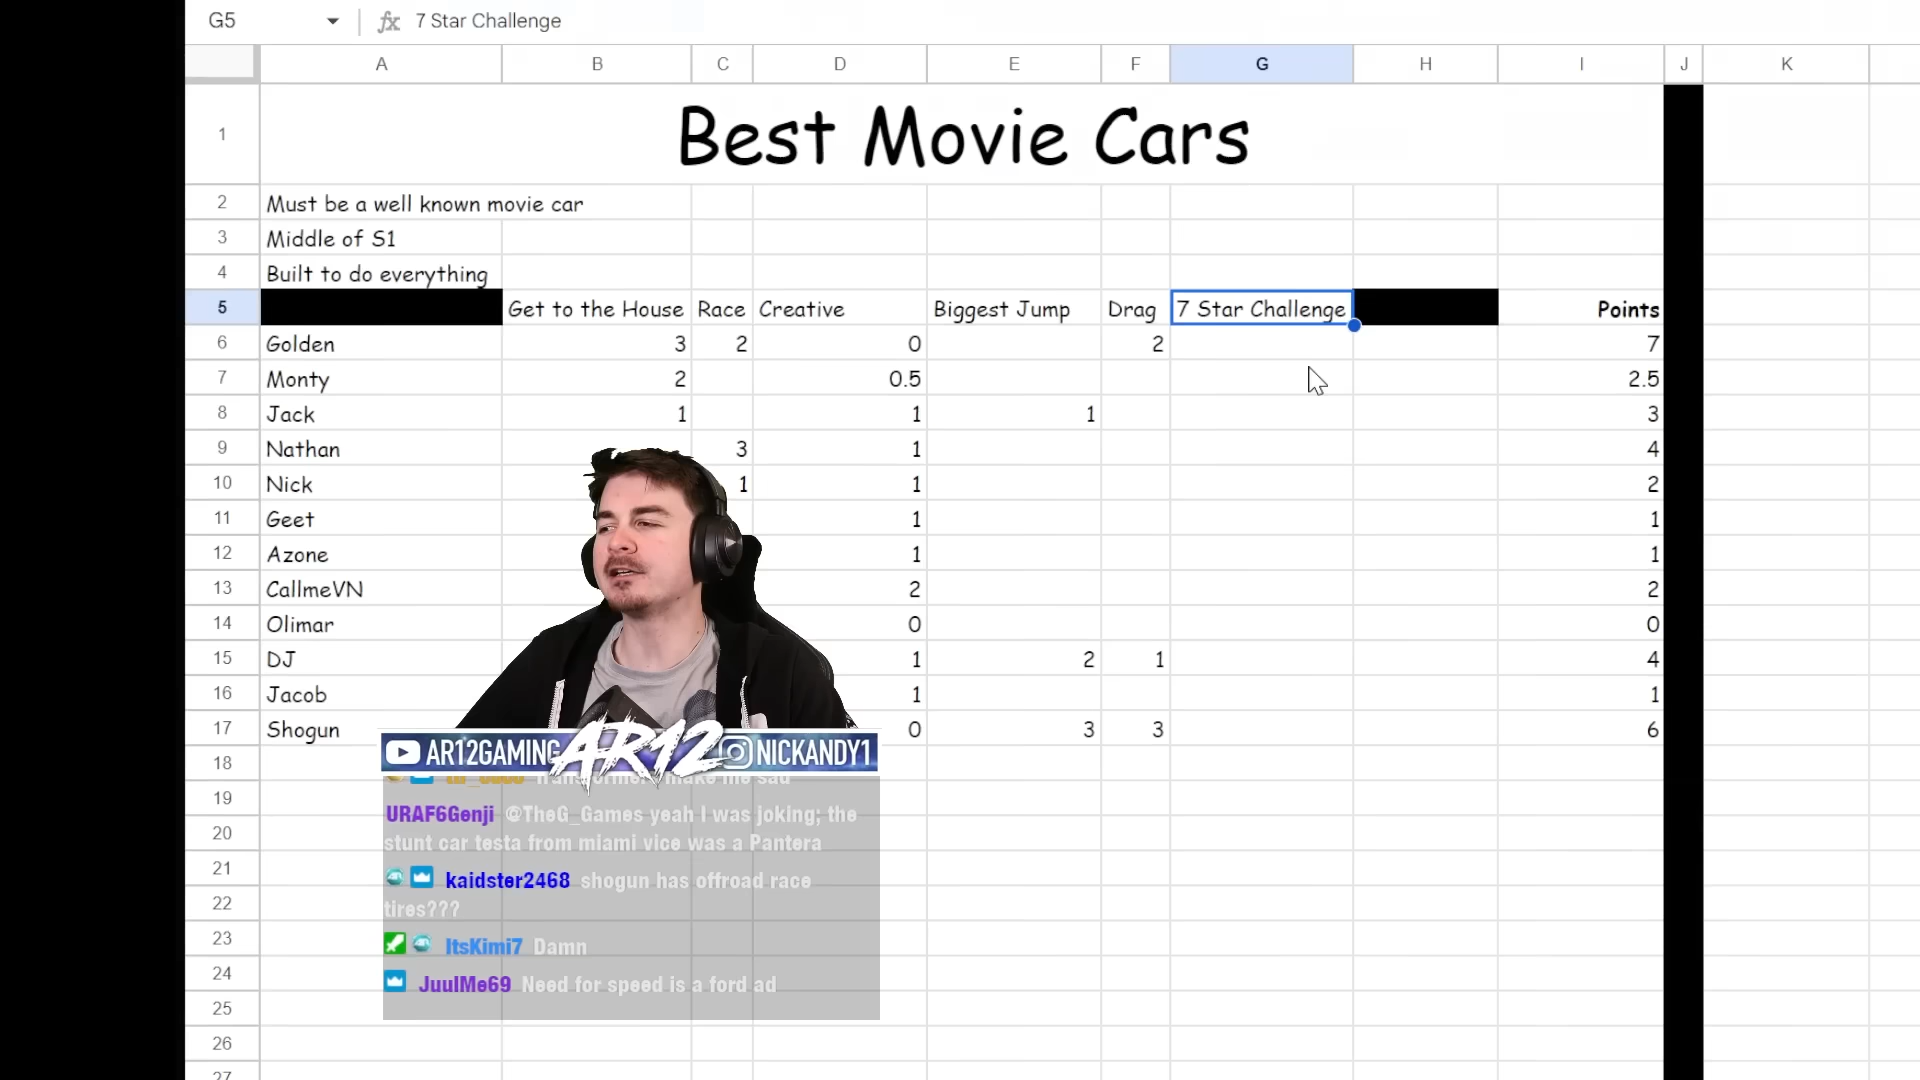 G5 fx 7 Star Challenge
A B C D E F G H I J K
1 Best Movie Cars
2 Must be a well known movie car
3 Middle of S1
4 Built to do everything
5 Get to the House Race Creative Biggest Jump Drag 7 Star Challenge Points
6 Golden 3 2 0 2 7
7 Monty 2 0.5 2.5
8 Jack 1 1 1 3
9 Nathan 3 1 4
10 Nick 1 1 2
11 Geet 1 1
12 Azone 1 1
13 CallmeVN 2 2
14 Olimar 0 0
15 DJ 1 2 1 4
16 Jacob 1 1
17 Shogun 0 3 3 6
18
19
20
21
22
23
24
25
26
27
AR12GAMING AR12 NICKANDY1
make me sad
URAF6Genji @TheG_Games yeah I was joking; the
stunt car testa from miami vice was a Pantera
kaidster2468 shogun has offroad race
tires???
ItsKimi7 Damn
JuulMe69 Need for speed is a ford ad